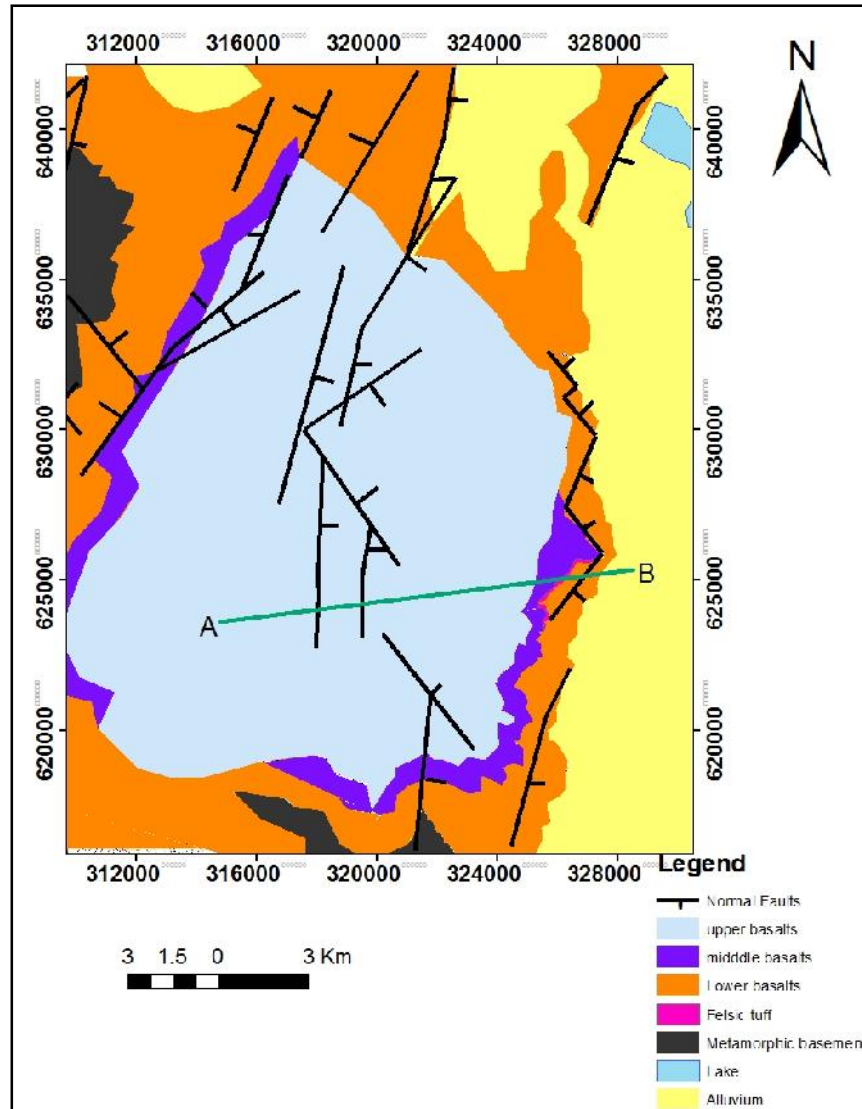 312000 316000 320000 324000 328000
N
640000 640000
635000 635000
630000 630000
625000 625000
A B
620000 620000
312000 316000 320000 324000 328000
Legend
Normal Faults
upper basalts
midddle basalts
Lower basalts
Felsic tuff
Metamorphic basemen
Lake
Alluvium
3 1.5 0 3 Km